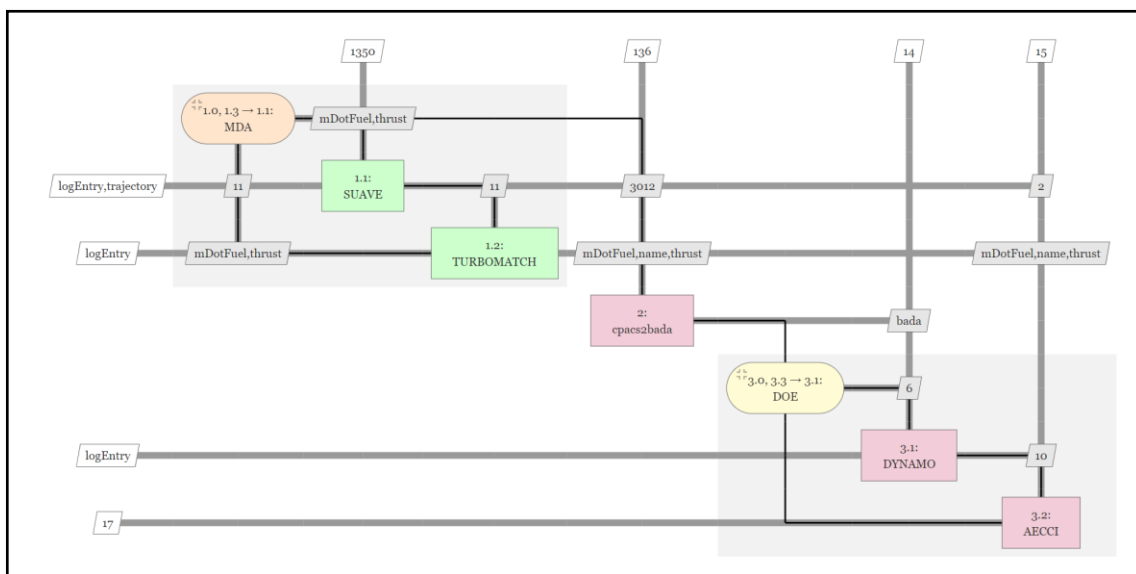 1350
136
14
15
1.0, 1.3 → 1.1:
MDA
mDotFuel,thrust
logEntry,trajectory
11
1.1:
SUAVE
11
3012
2
logEntry
mDotFuel,thrust
1.2:
TURBOMATCH
mDotFuel,name,thrust
mDotFuel,name,thrust
2:
cpacs2bada
bada
3.0, 3.3 → 3.1:
DOE
6
logEntry
3.1:
DYNAMO
10
17
3.2:
AECCI